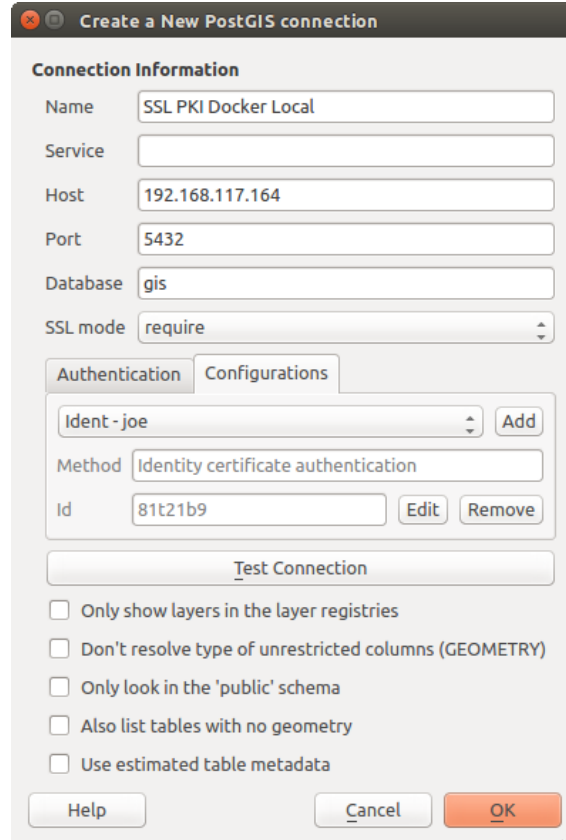 Create a New PostGIS connection
Connection Information
Name SSL PKI Docker Local
Service
Host 192.168.117.164
Port 5432
Database gis
SSL mode require
Authentication Configurations
Ident - joe Add
Method Identity certificate authentication
Id 81t21b9 Edit Remove
Test Connection
Only show layers in the layer registries
Don't resolve type of unrestricted columns (GEOMETRY)
Only look in the 'public' schema
Also list tables with no geometry
Use estimated table metadata
Help Cancel OK